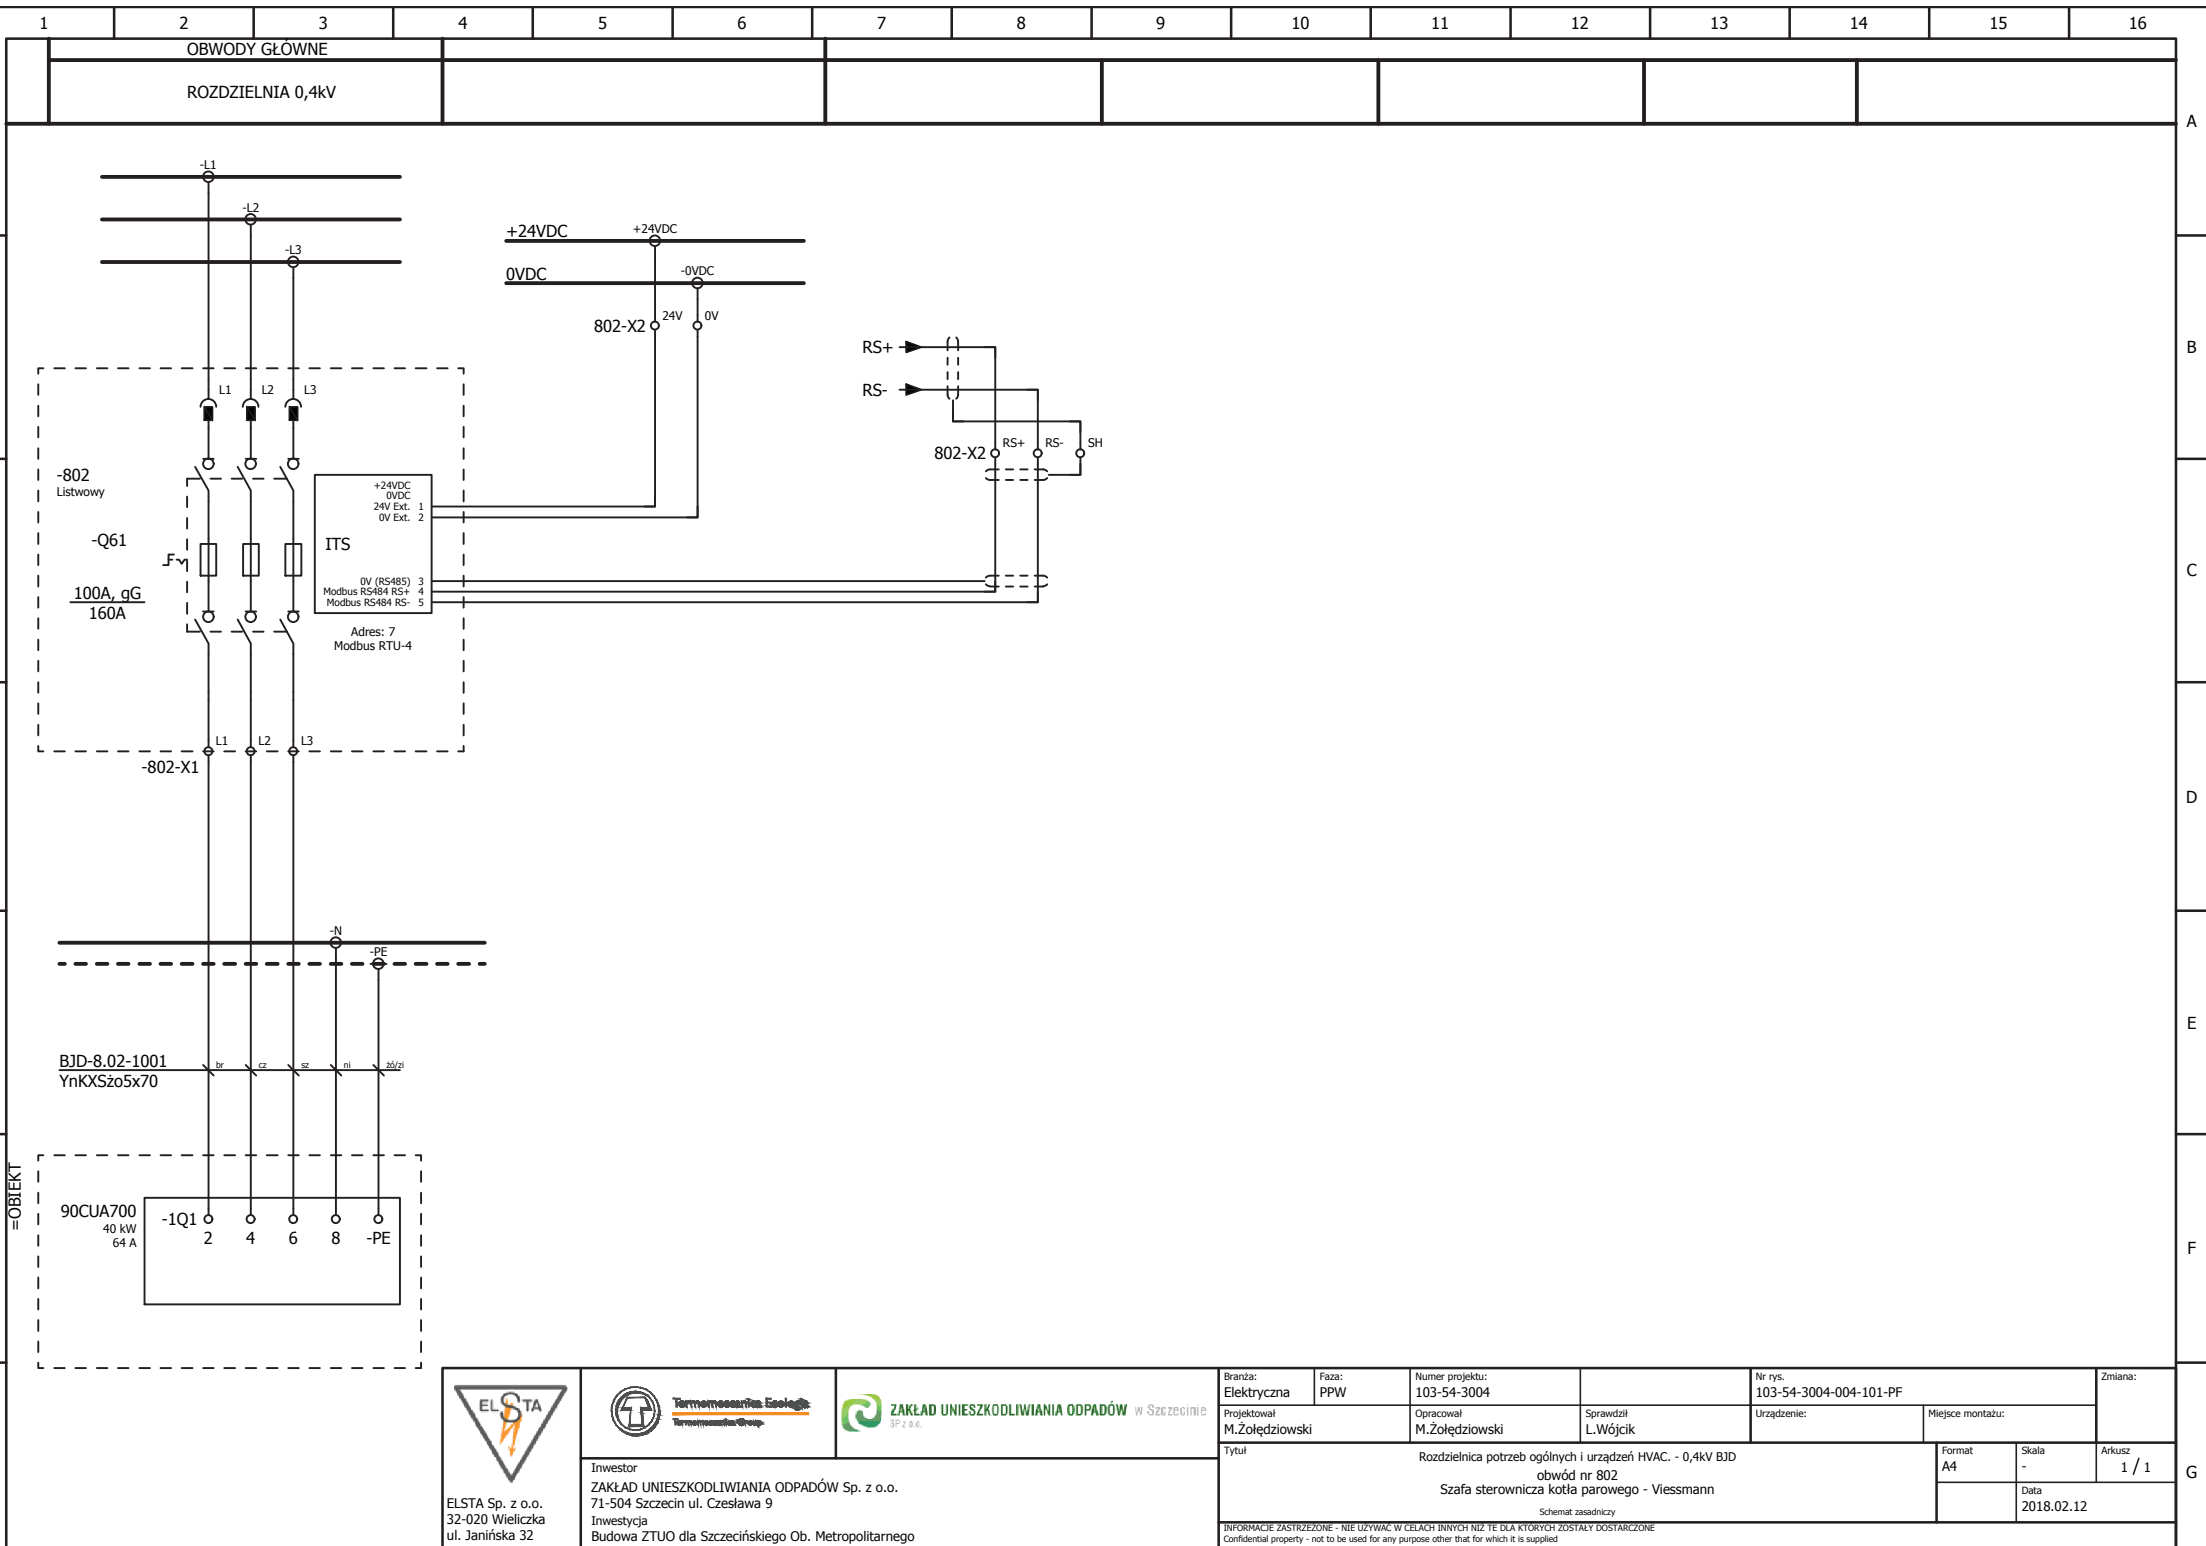 1 2 3 4 5 6 7 8 9 10 11 12 13 14 15 16
OBWODY GŁÓWNE
ROZDZIELNIA 0,4kV
A
B
C
D
E
F
G
-L1
-L2
-L3
+24VDC
+24VDC
0VDC
-0VDC
802-X2
24V
0V
RS+
RS-
802-X2
RS+
RS-
SH
L1
L2
L3
-802
Listwowy
-Q61
100A, gG
160A
+24VDC
0VDC
24V Ext. 1
0V Ext. 2
ITS
0V (RS485) 3
Modbus RS484 RS+ 4
Modbus RS484 RS- 5
Adres: 7
Modbus RTU-4
L1
L2
L3
-802-X1
-N
-PE
BJD-8.02-1001
YnKXSżo5x70
br
cz
sz
ni
żó/zi
=OBIEKT
90CUA700
40 kW
64 A
-1Q1
2
4
6
8
-PE
ELSTA
ELSTA Sp. z o.o.
32-020 Wieliczka
ul. Janińska 32
Termomeccanica Ecologia
Termomeccanica Group
ZAKŁAD UNIESZKODLIWIANIA ODPADÓW w Szczecinie
SP z o.o.
Inwestor
ZAKŁAD UNIESZKODLIWIANIA ODPADÓW Sp. z o.o.
71-504 Szczecin ul. Czesława 9
Inwestycja
Budowa ZTUO dla Szczecińskiego Ob. Metropolitarnego
Branża:
Elektryczna
Faza:
PPW
Numer projektu:
103-54-3004
Nr rys.
103-54-3004-004-101-PF
Zmiana:
Projektował
M.Żołędziowski
Opracował
M.Żołędziowski
Sprawdził
L.Wójcik
Urządzenie:
Miejsce montażu:
Tytuł
Rozdzielnica potrzeb ogólnych i urządzeń HVAC. - 0,4kV BJD
obwód nr 802
Szafa sterownicza kotła parowego - Viessmann
Schemat zasadniczy
Format
A4
Skala
-
Arkusz
1 / 1
Data
2018.02.12
INFORMACJE ZASTRZEŻONE - NIE UŻYWAĆ W CELACH INNYCH NIŻ TE DLA KTÓRYCH ZOSTAŁY DOSTARCZONE
Confidential property - not to be used for any purpose other that for which it is supplied